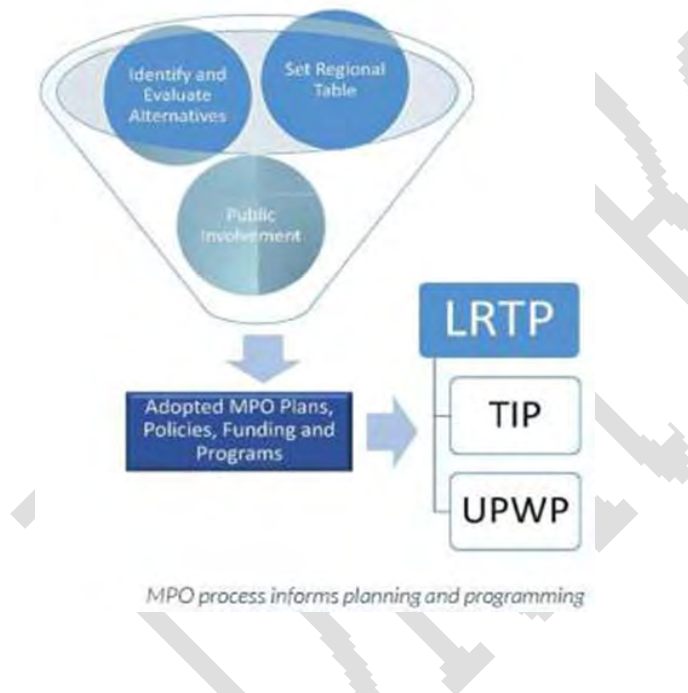 Identify and
Evaluate
Alternatives
Set Regional
Table
Public
Involvement
Adopted MPO Plans,
Policies, Funding and
Programs
LRTP
TIP
UPWP
MPO process informs planning and programming